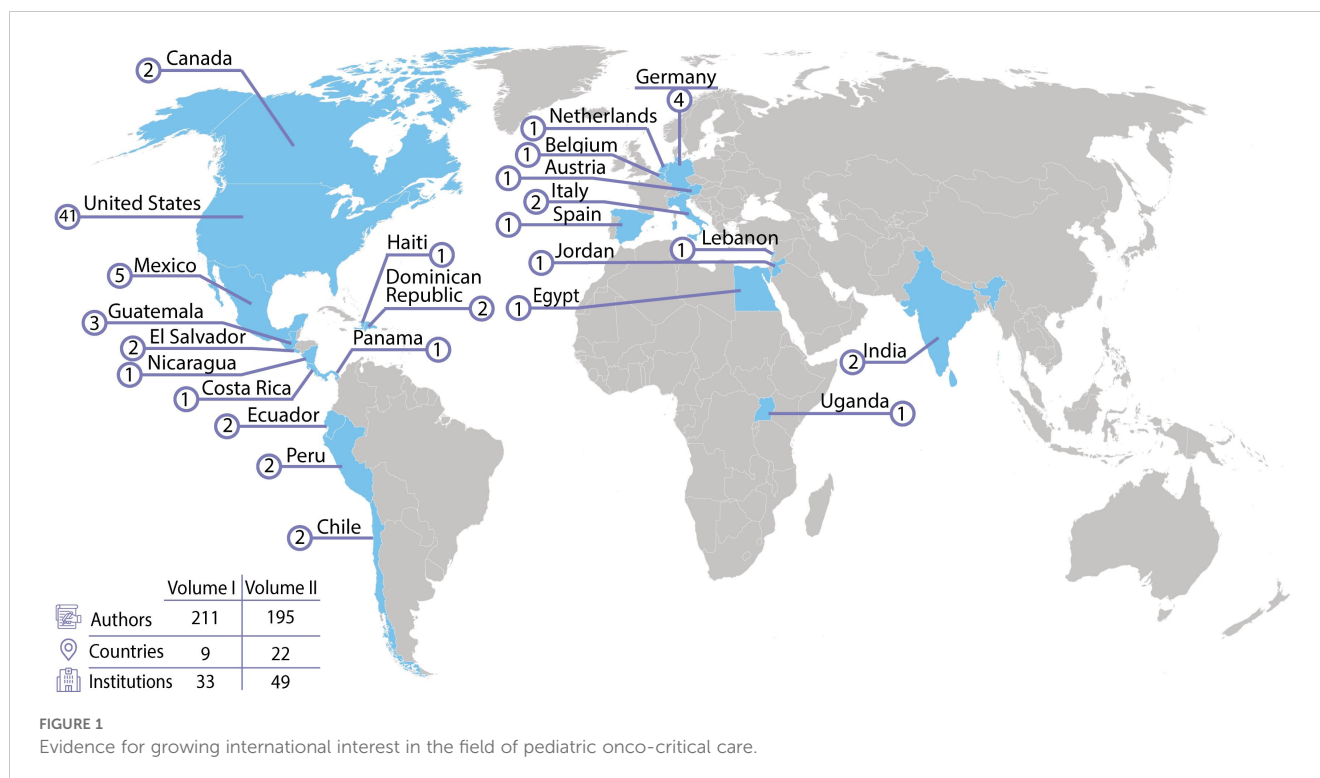 2 Canada
41 United States
5 Mexico
3 Guatemala
2 El Salvador
1 Nicaragua
1 Costa Rica
Haiti 1
Dominican
Republic 2
Panama 1
2 Ecuador
2 Peru
2 Chile
Germany
4
Netherlands
1
Belgium
1
Austria
1
Italy
2
Spain
1
Lebanon
1
Jordan
1
Egypt
1
India
2
Uganda 1
Volume I Volume II
Authors 211 195
Countries 9 22
Institutions 33 49
FIGURE 1
Evidence for growing international interest in the field of pediatric onco-critical care.